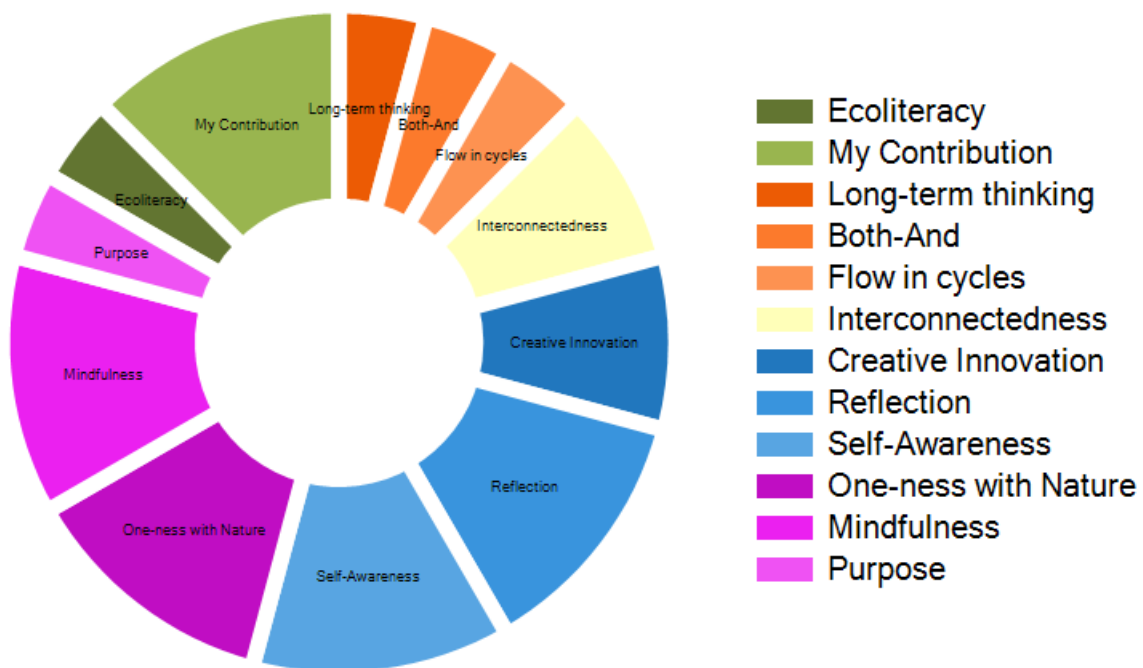 Long-term thinking
My Contribution
Both-And
Flow in cycles
Ecoliteracy
Interconnectedness
Purpose
Creative Innovation
Mindfulness
Reflection
One-ness with Nature
Self-Awareness
Ecoliteracy
My Contribution
Long-term thinking
Both-And
Flow in cycles
Interconnectedness
Creative Innovation
Reflection
Self-Awareness
One-ness with Nature
Mindfulness
Purpose